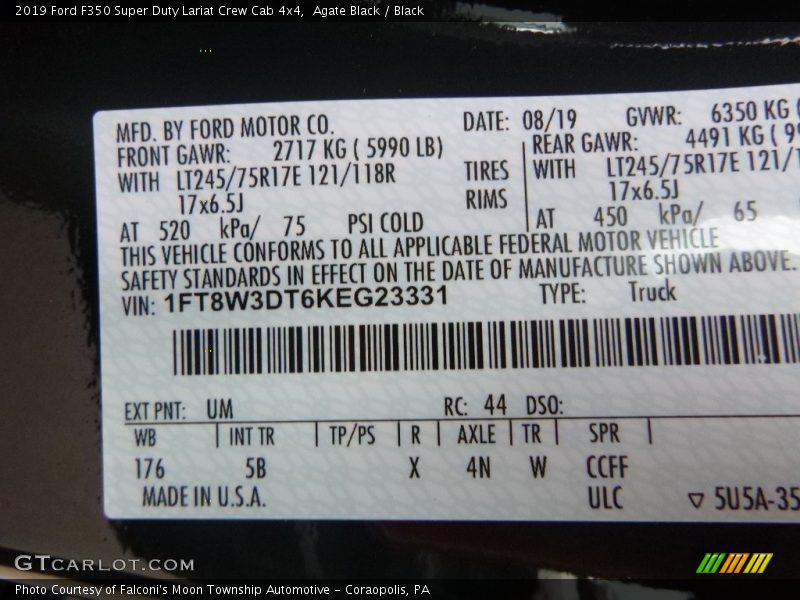 2019 Ford F350 Super Duty Lariat Crew Cab 4x4,  Agate Black / Black
MFD. BY FORD MOTOR CO. DATE: 08/19 GVWR: 6350 KG (
FRONT GAWR: 2717 KG ( 5990 LB) REAR GAWR: 4491 KG ( 9
WITH LT245/75R17E 121/118R TIRES WITH LT245/75R17E 121/1
17x6.5J RIMS 17x6.5J
AT 520 kPa/ 75 PSI COLD AT 450 kPa/ 65
THIS VEHICLE CONFORMS TO ALL APPLICABLE FEDERAL MOTOR VEHICLE
SAFETY STANDARDS IN EFFECT ON THE DATE OF MANUFACTURE SHOWN ABOVE.
VIN: 1FT8W3DT6KEG23331 TYPE: Truck
EXT PNT: UM RC: 44 DSO:
WB INT TR TP/PS R AXLE TR SPR
176 5B X 4N W CCFF
MADE IN U.S.A. ULC ▽ 5U5A-35
GTCARLOT.COM
Photo Courtesy of Falconi's Moon Township Automotive - Coraopolis, PA